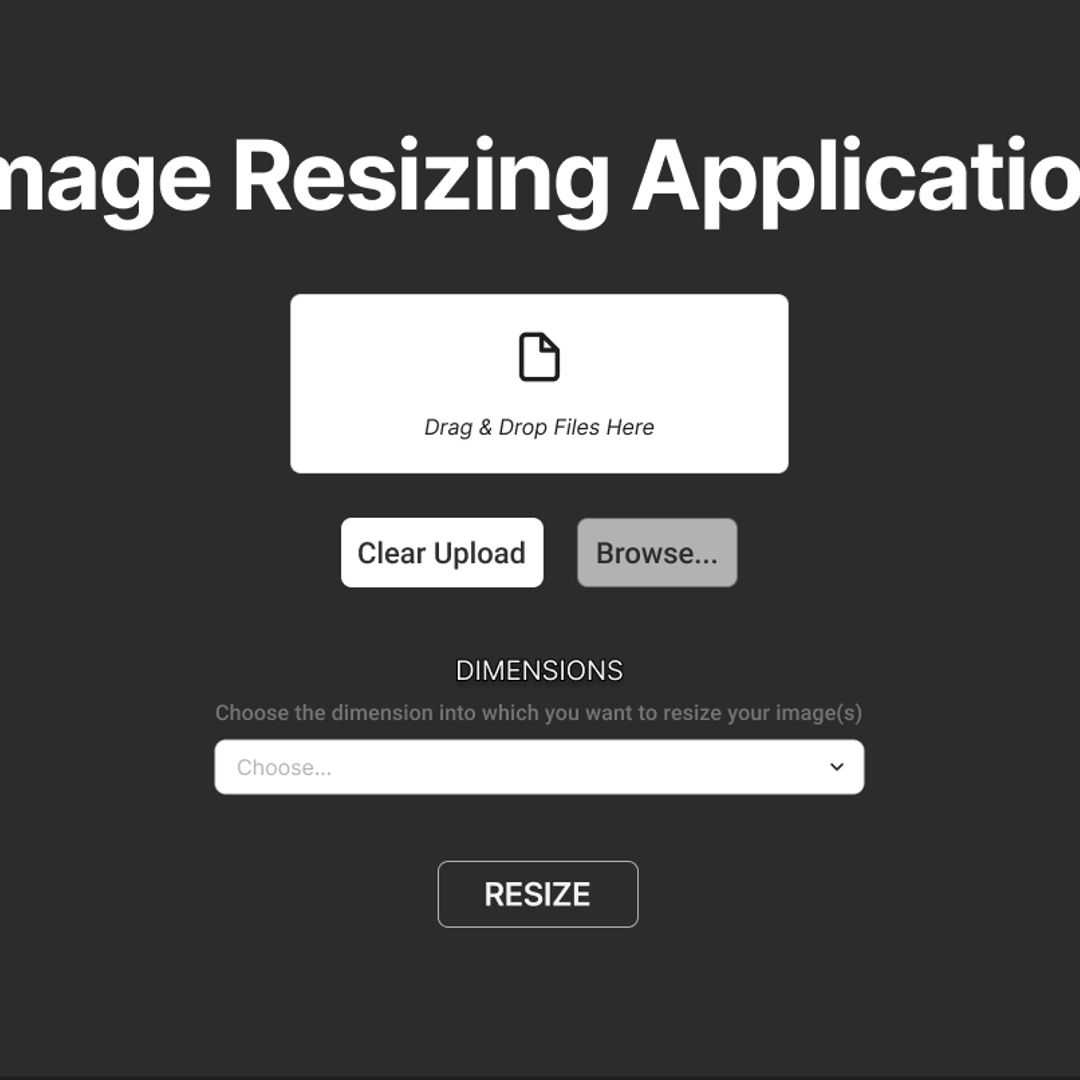 mage Resizing Applicatio
Drag & Drop Files Here
Clear Upload
Browse...
DIMENSIONS
Choose the dimension into which you want to resize your image(s)
Choose...
RESIZE